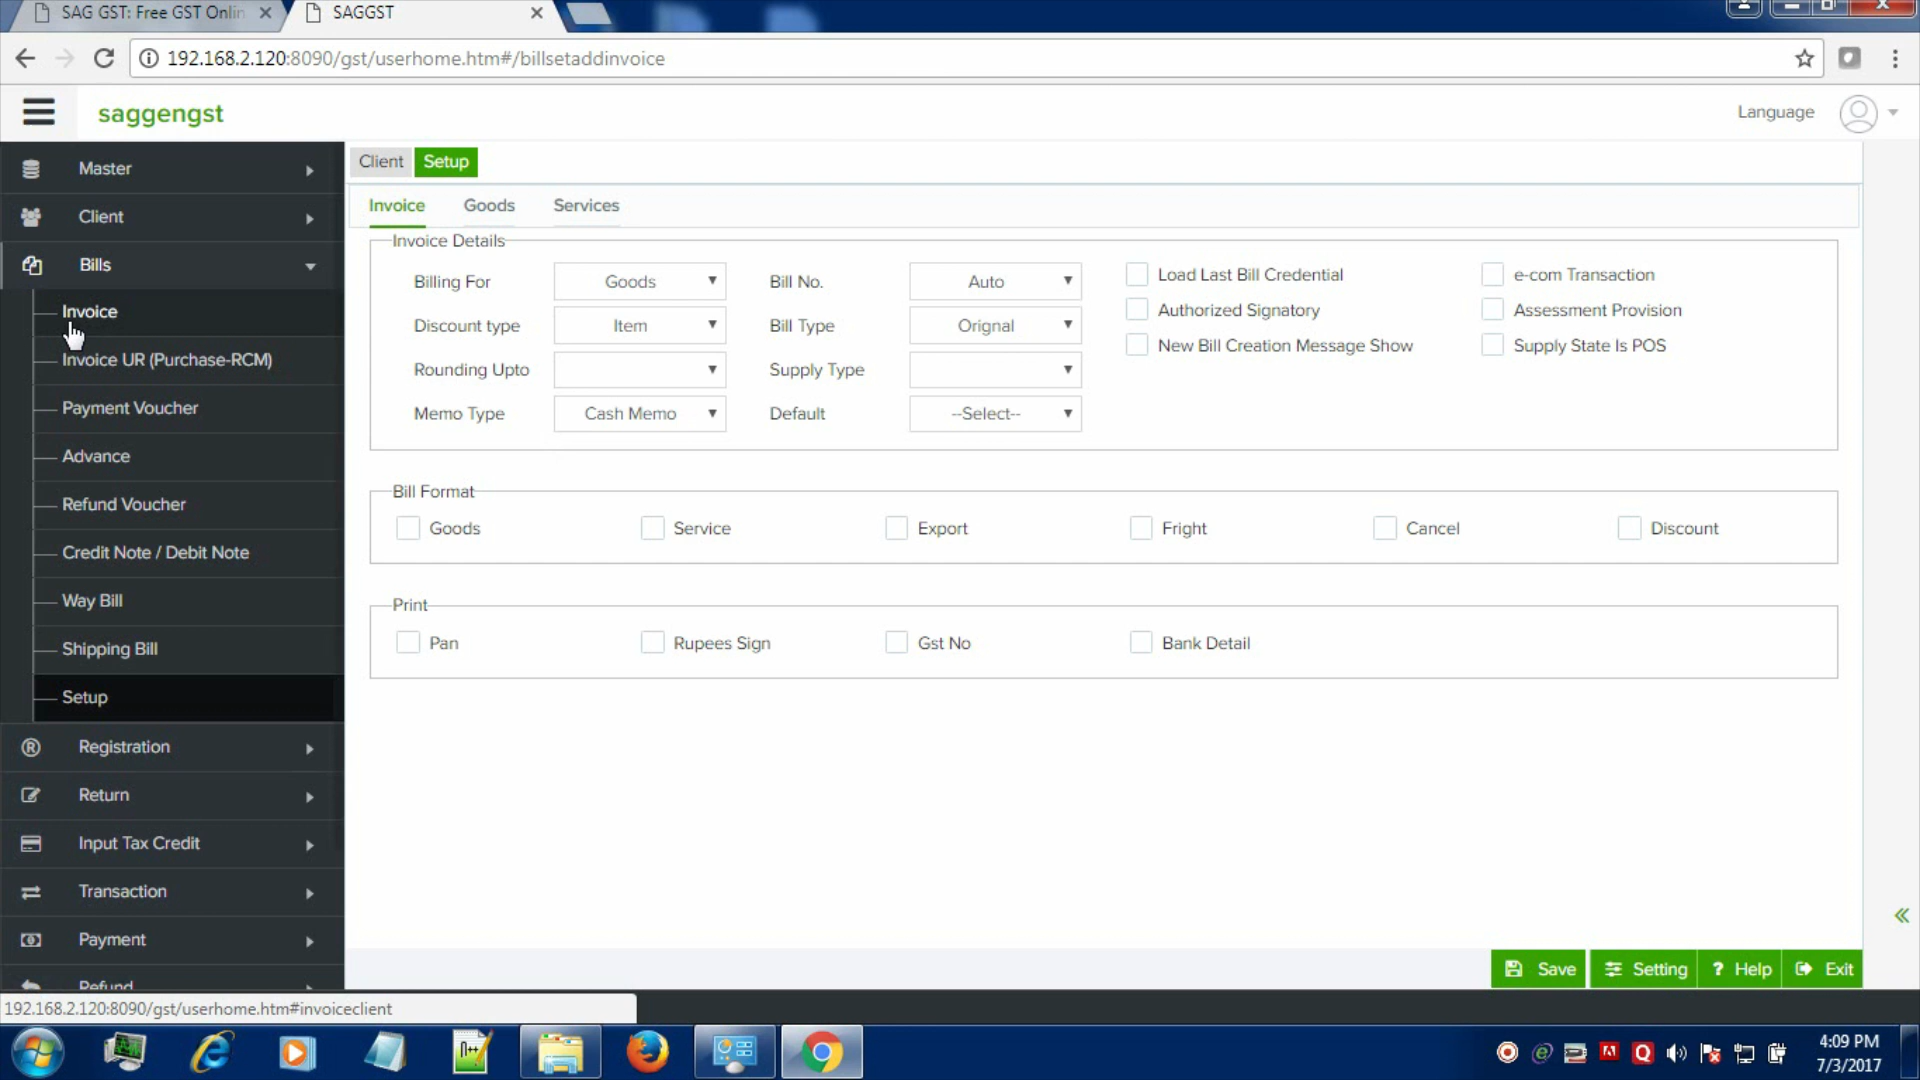 SAG GST: Free GST Onlin
SAGGST
192.168.2.120:8090/gst/userhome.htm#/billsetaddinvoice
saggengst
Language
Master
Client
Bills
Invoice
Invoice UR (Purchase-RCM)
Payment Voucher
Advance
Refund Voucher
Credit Note / Debit Note
Way Bill
Shipping Bill
Setup
Registration
Return
Input Tax Credit
Transaction
Payment
Refund
Client Setup
Invoice Goods Services
Invoice Details
Billing For Goods Bill No. Auto Load Last Bill Credential e-com Transaction
Discount type Item Bill Type Orignal Authorized Signatory Assessment Provision
Rounding Upto Supply Type New Bill Creation Message Show Supply State Is POS
Memo Type Cash Memo Default --Select--
Bill Format
Goods Service Export Fright Cancel Discount
Print
Pan Rupees Sign Gst No Bank Detail
Save Setting ? Help Exit
192.168.2.120:8090/gst/userhome.htm#invoiceclient
4:09 PM
7/3/2017